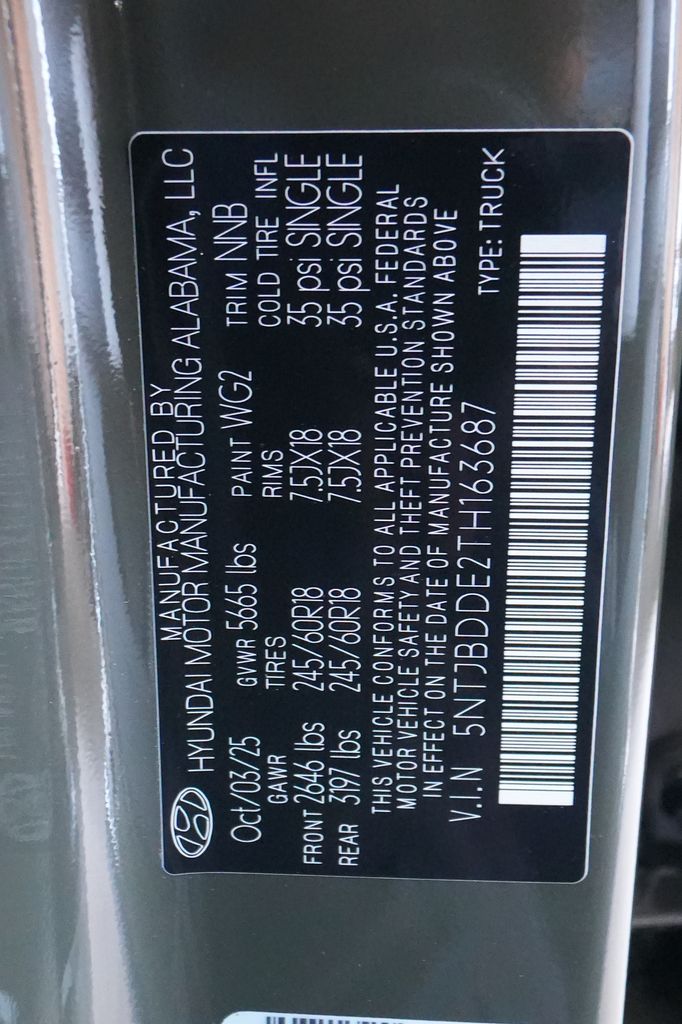 MANUFACTURED BY
HYUNDAI MOTOR MANUFACTURING ALABAMA, LLC
Oct/03/25 GVWR 5665 lbs PAINT WG2 TRIM NNB
GAWR TIRES RIMS COLD TIRE INFL
FRONT 2646 lbs 245/60R18 7.5JX18 35 psi SINGLE
REAR 3197 lbs 245/60R18 7.5JX18 35 psi SINGLE
THIS VEHICLE CONFORMS TO ALL APPLICABLE U.S.A. FEDERAL
MOTOR VEHICLE SAFETY AND THEFT PREVENTION STANDARDS
IN EFFECT ON THE DATE OF MANUFACTURE SHOWN ABOVE
V.I.N 5NTJBDDE2TH163687 TYPE: TRUCK